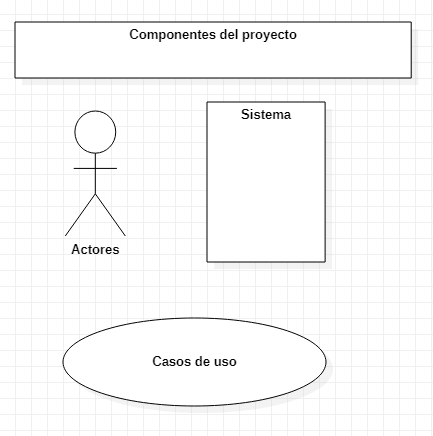 Componentes del proyecto
Sistema
Actores
Casos de uso